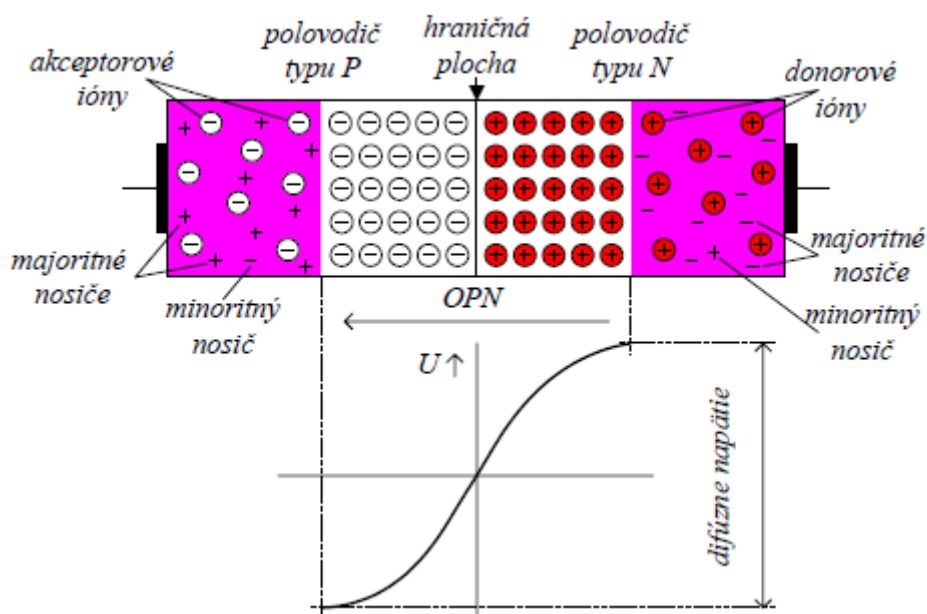 polovodič
typu P
hraničná
plocha
polovodič
typu N
akceptorové
ióny
donorové
ióny
majoritné
nosiče
minoritný
nosič
OPN
majoritné
nosiče
minoritný
nosič
U
difúzne napätie